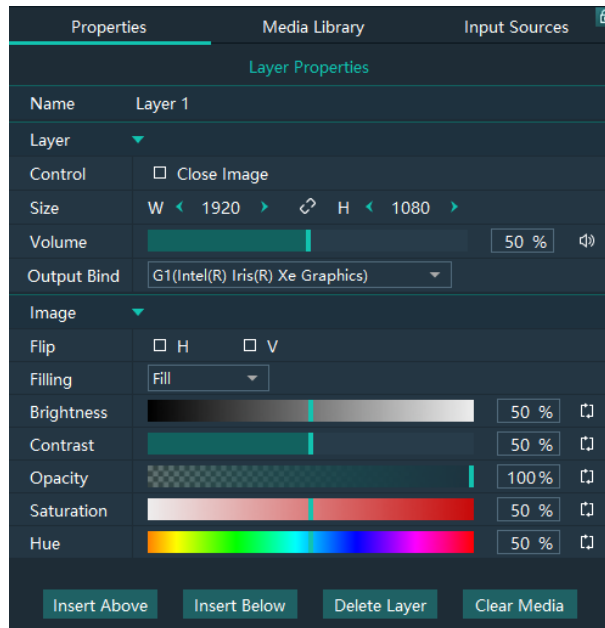 Properties Media Library Input Sources
Layer Properties
Name Layer 1
Layer
Control Close Image
Size W 1920 H 1080
Volume 50 %
Output Bind G1(Intel(R) Iris(R) Xe Graphics)
Image
Flip H V
Filling Fill
Brightness 50 %
Contrast 50 %
Opacity 100%
Saturation 50 %
Hue 50 %
Insert Above Insert Below Delete Layer Clear Media